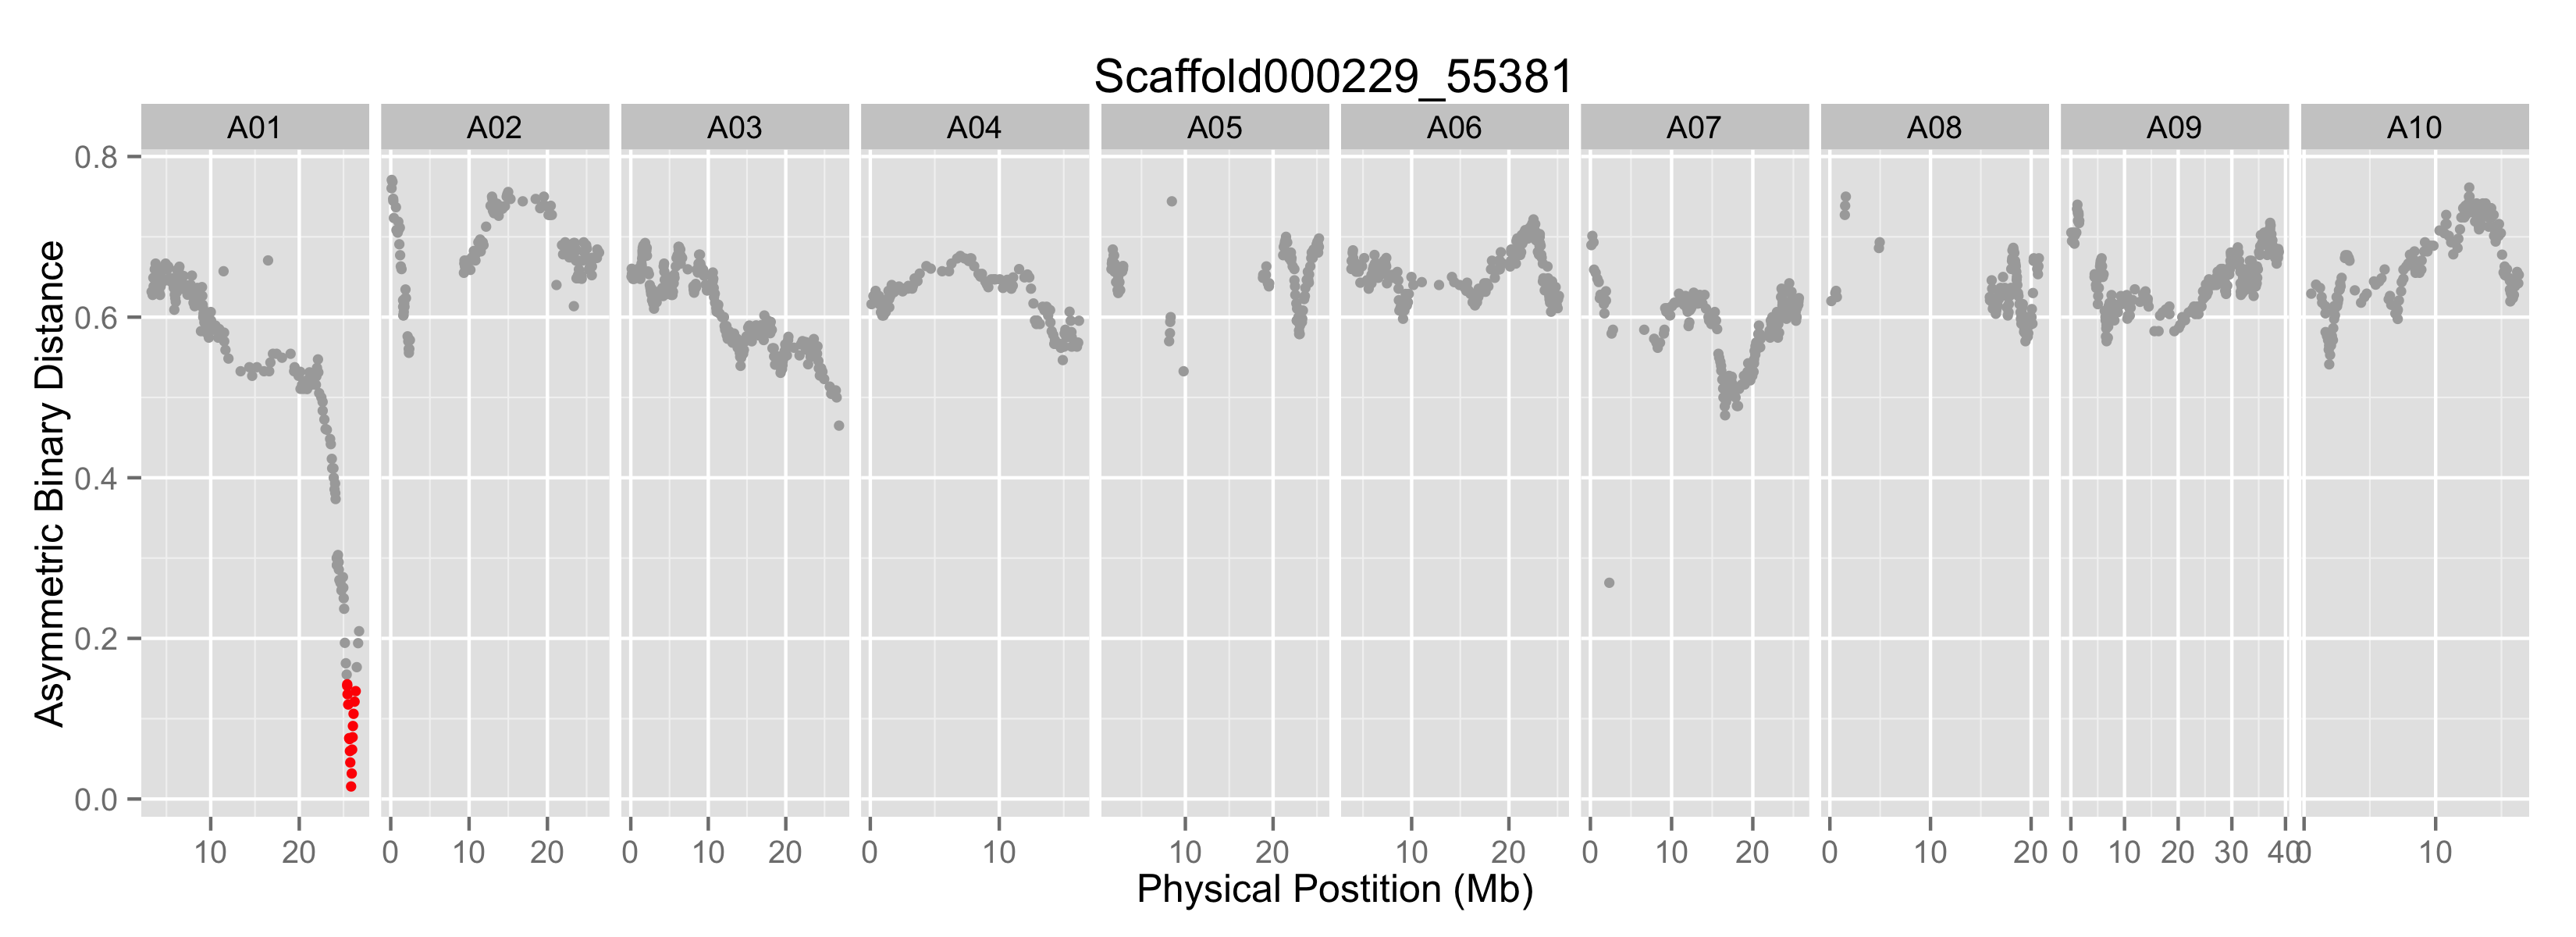 Scaffold000229_55381
A01 A02 A03 A04 A05 A06 A07 A08 A09 A10
Asymmetric Binary Distance
0.8
0.6
0.4
0.2
0.0
10 20 0 10 20 0 10 20 0 10 10 20 10 20 0 10 20 0 10 20 0 10 20 30 40 0 10
Physical Postition (Mb)